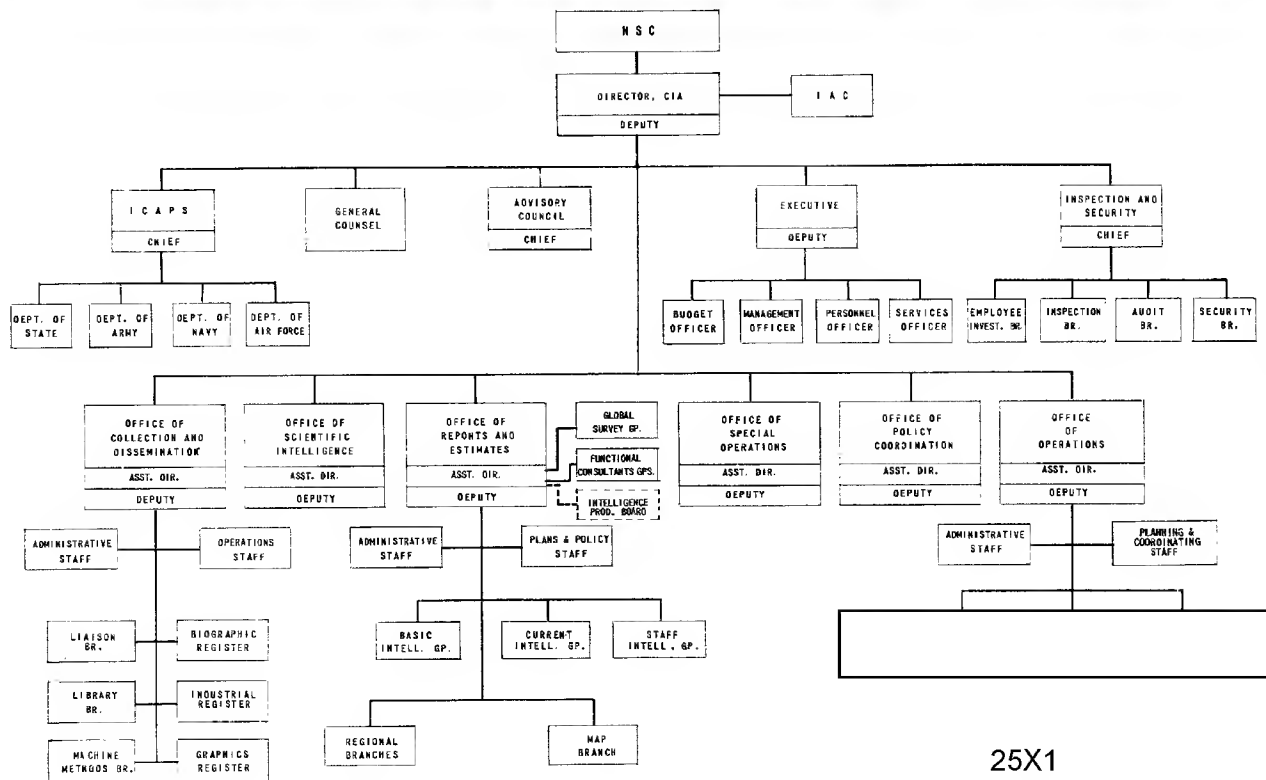 NSC
DIRECTOR, CIA
DEPUTY
IAC
ICAPS
CHIEF
GENERAL
COUNSEL
ADVISORY
COUNCIL
CHIEF
EXECUTIVE
DEPUTY
INSPECTION AND
SECURITY
CHIEF
DEPT. OF
STATE
DEPT. OF
ARMY
DEPT. OF
NAVY
DEPT. OF
AIR FORCE
BUDGET
OFFICER
MANAGEMENT
OFFICER
PERSONNEL
OFFICER
SERVICES
OFFICER
EMPLOYEE
INVEST. BR.
INSPECTION
BR.
AUDIT
BR.
SECURITY
BR.
OFFICE OF
COLLECTION AND
DISSEMINATION
ASST. DIR.
DEPUTY
OFFICE OF
SCIENTIFIC
INTELLIGENCE
ASST. DIR.
DEPUTY
OFFICE OF
REPORTS AND
ESTIMATES
ASST. DIR.
DEPUTY
GLOBAL
SURVEY GP.
FUNCTIONAL
CONSULTANTS GPS.
INTELLIGENCE
PROD. BOARD
OFFICE OF
SPECIAL
OPERATIONS
ASST. DIR.
DEPUTY
OFFICE OF
POLICY
COORDINATION
ASST. DIR.
DEPUTY
OFFICE
OF
OPERATIONS
ASST. DIR.
DEPUTY
ADMINISTRATIVE
STAFF
OPERATIONS
STAFF
ADMINISTRATIVE
STAFF
PLANS & POLICY
STAFF
ADMINISTRATIVE
STAFF
PLANNING &
COORDINATING
STAFF
LIAISON
BR.
BIOGRAPHIC
REGISTER
BASIC
INTELL. GP.
CURRENT
INTELL. GP.
STAFF
INTELL. GP.
LIBRARY
BR.
INDUSTRIAL
REGISTER
MACHINE
METHODS BR.
GRAPHICS
REGISTER
REGIONAL
BRANCHES
MAP
BRANCH
25X1